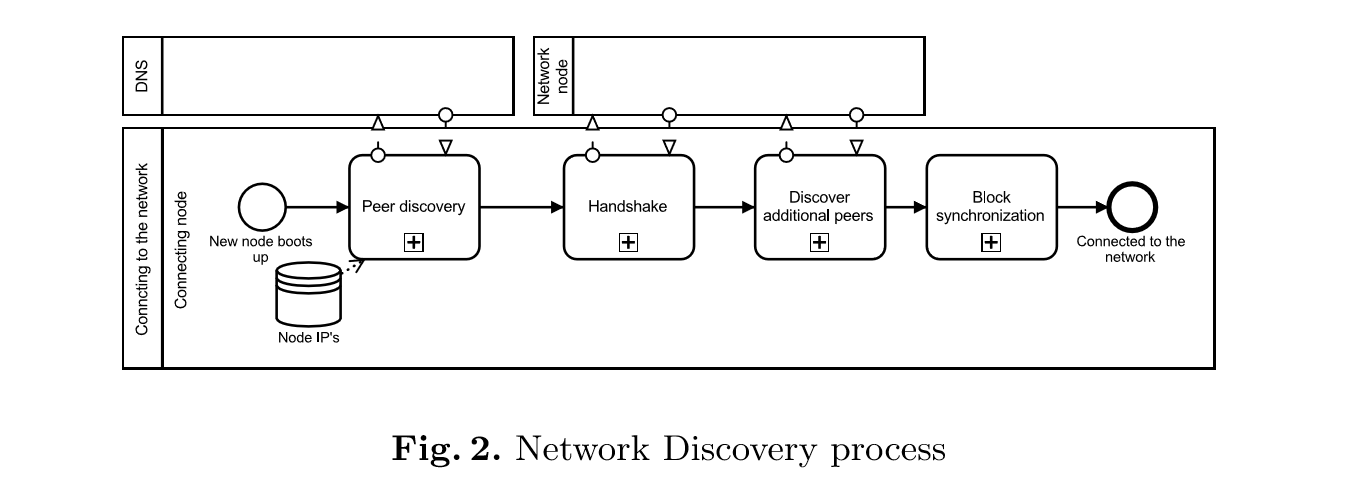 DNS
Network
node
Conncting to the network
Connecting node
New node boots
up
Node IP's
Peer discovery
Handshake
Discover
additional peers
Block
synchronization
Connected to the
network
Fig. 2. Network Discovery process